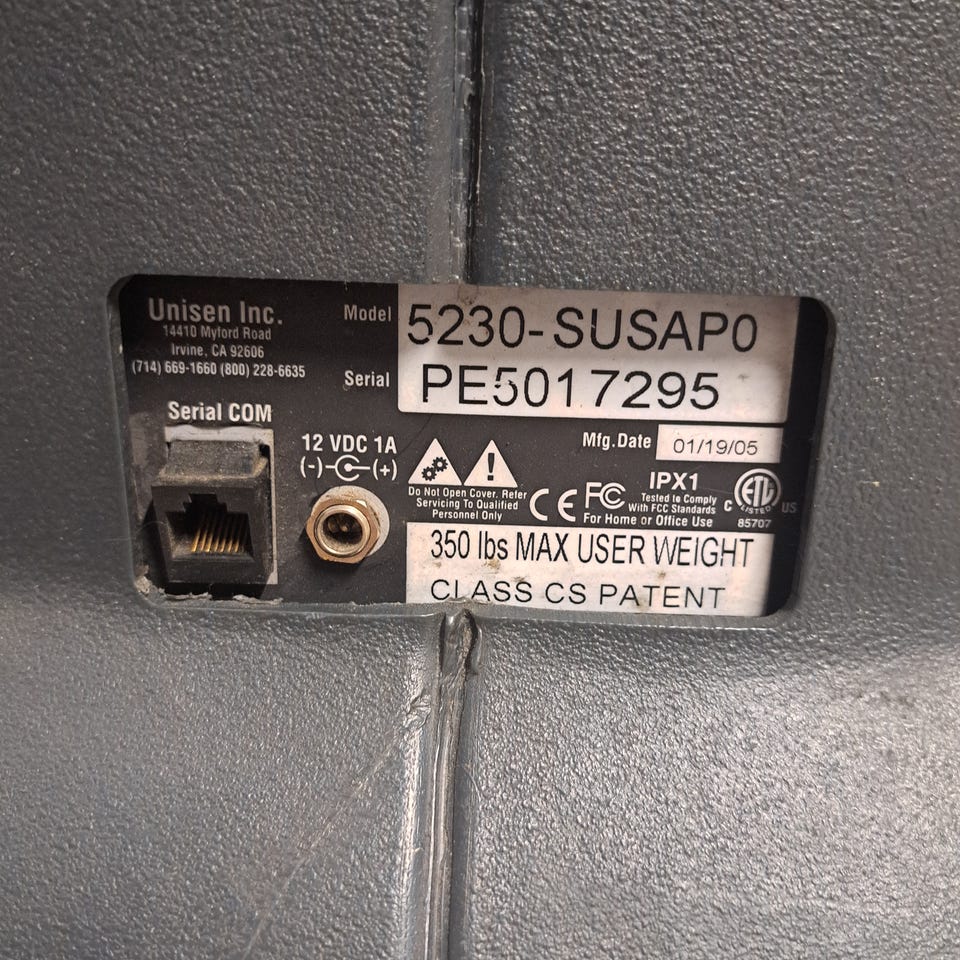 Unisen Inc.
14410 Myford Road
Irvine, CA 92606
(714) 669-1660 (800) 228-6635
Model 5230-SUSAP0
Serial PE5017295
Serial COM
12 VDC 1A
(-) (+)
Mfg. Date 01/19/05
Do Not Open Cover. Refer
Servicing To Qualified
Personnel Only
CE
FC
IPX1
Tested to Comply
With FCC Standards
For Home or Office Use
C ETL US
LISTED
85707
350 lbs MAX USER WEIGHT
CLASS CS PATENT